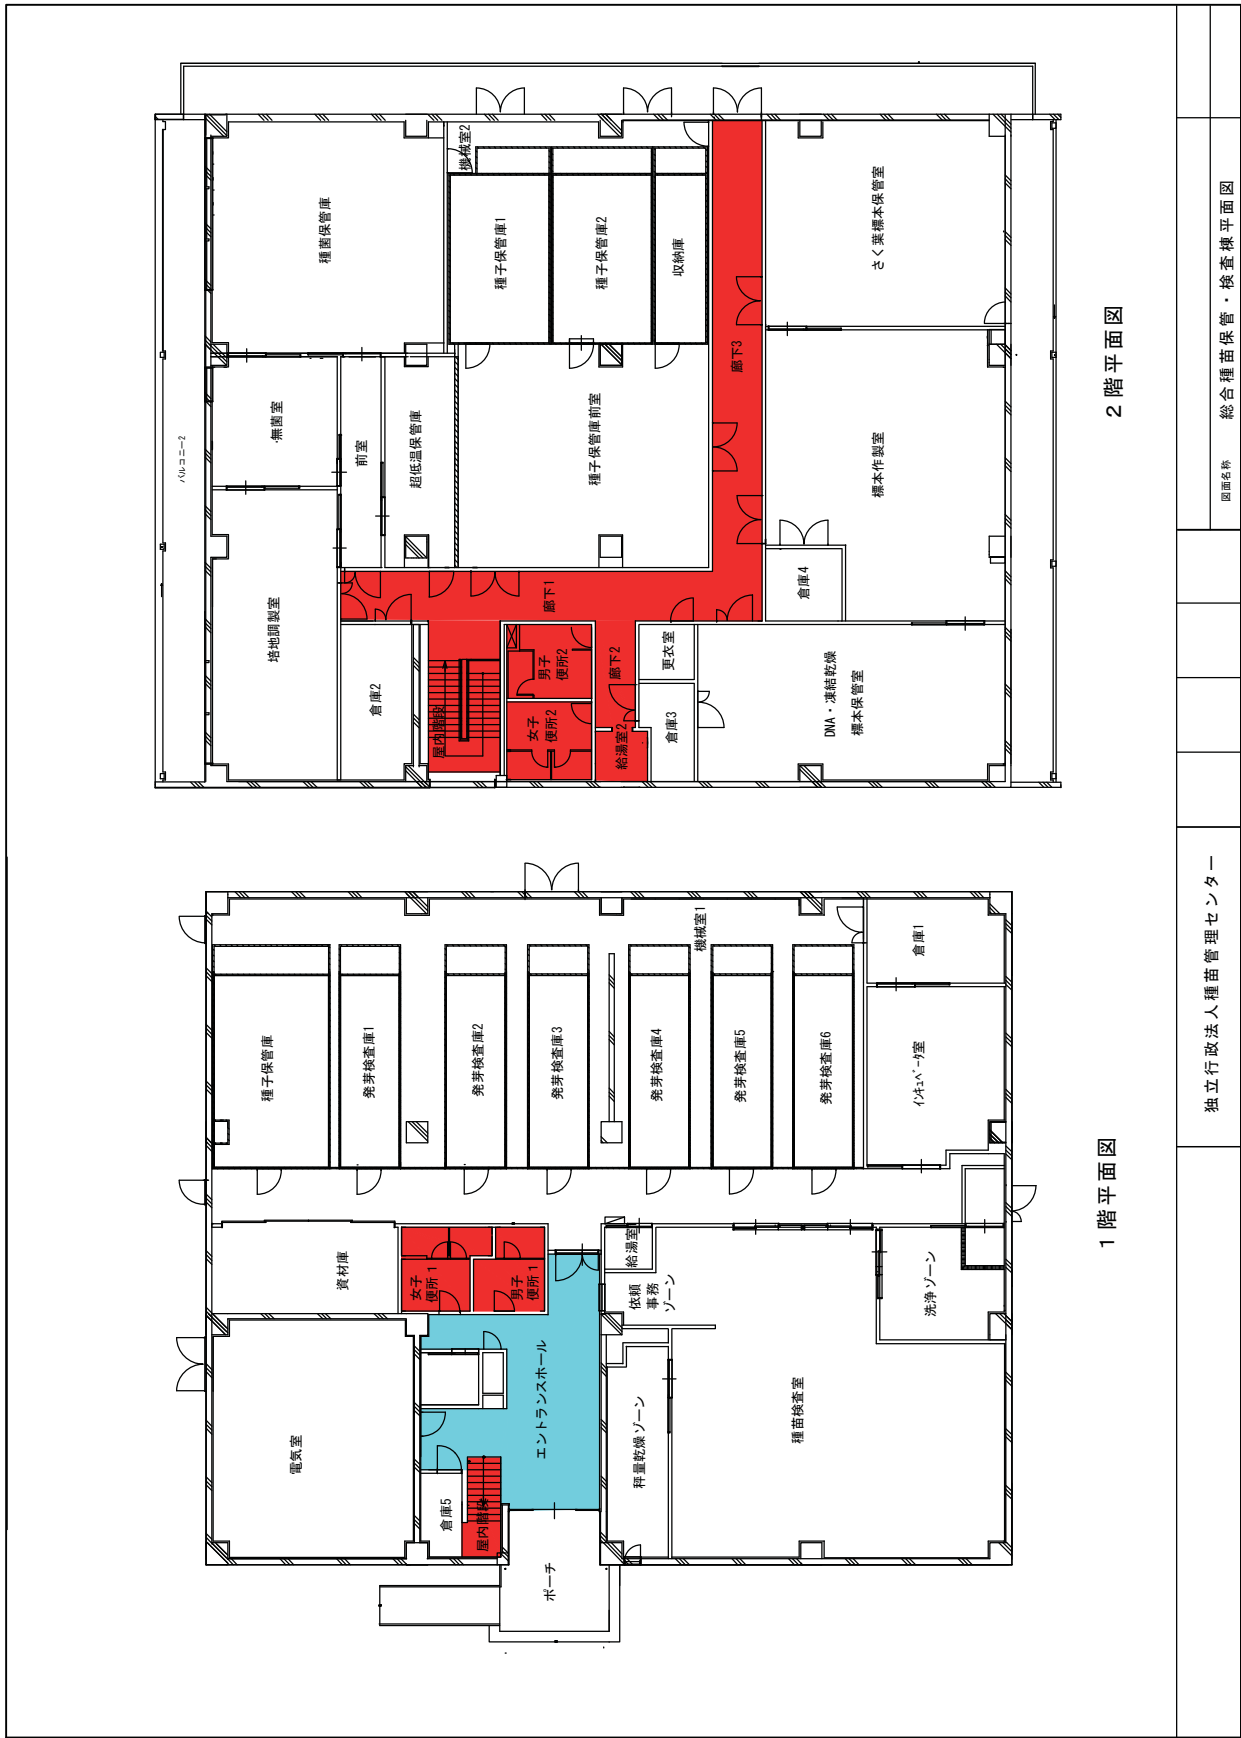 バルコニー2
種菌保管庫
無菌室
培地調製室
前室
超低温保管庫
倉庫2
機械室2
種子保管庫1
種子保管庫2
収納庫
種子保管庫前室
廊下1
屋内階段
男子
便所2
女子
便所2
廊下2
給湯室2
更衣室
倉庫3
廊下3
さく葉標本保管室
標本作製室
倉庫4
DNA・凍結乾燥
標本保管室
2階平面図
種子保管庫
発芽検査庫1
発芽検査庫2
発芽検査庫3
発芽検査庫4
発芽検査庫5
発芽検査庫6
機械室1
倉庫1
インキュベータ室
資材庫
女子
便所1
男子
便所1
電気室
倉庫5
屋内階段
エントランスホール
ポーチ
給湯室1
依頼
事務
ゾーン
秤量乾燥ゾーン
種苗検査室
洗浄ゾーン
1階平面図
独立行政法人種苗管理センター
図面名称
総合種苗保管・検査棟平面図